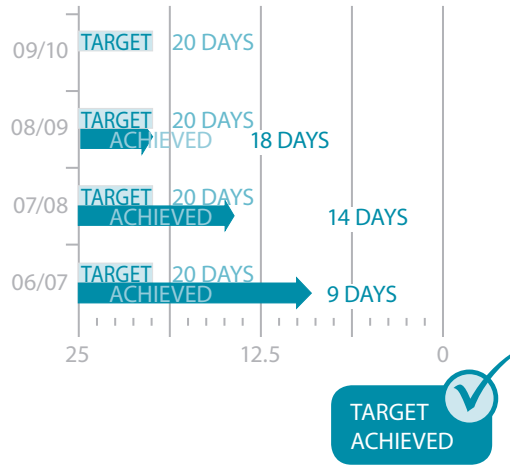 09/10 TARGET 20 DAYS
08/09 TARGET 20 DAYS
ACHIEVED 18 DAYS
07/08 TARGET 20 DAYS
ACHIEVED 14 DAYS
06/07 TARGET 20 DAYS
ACHIEVED 9 DAYS
25 12.5 0
TARGET
ACHIEVED